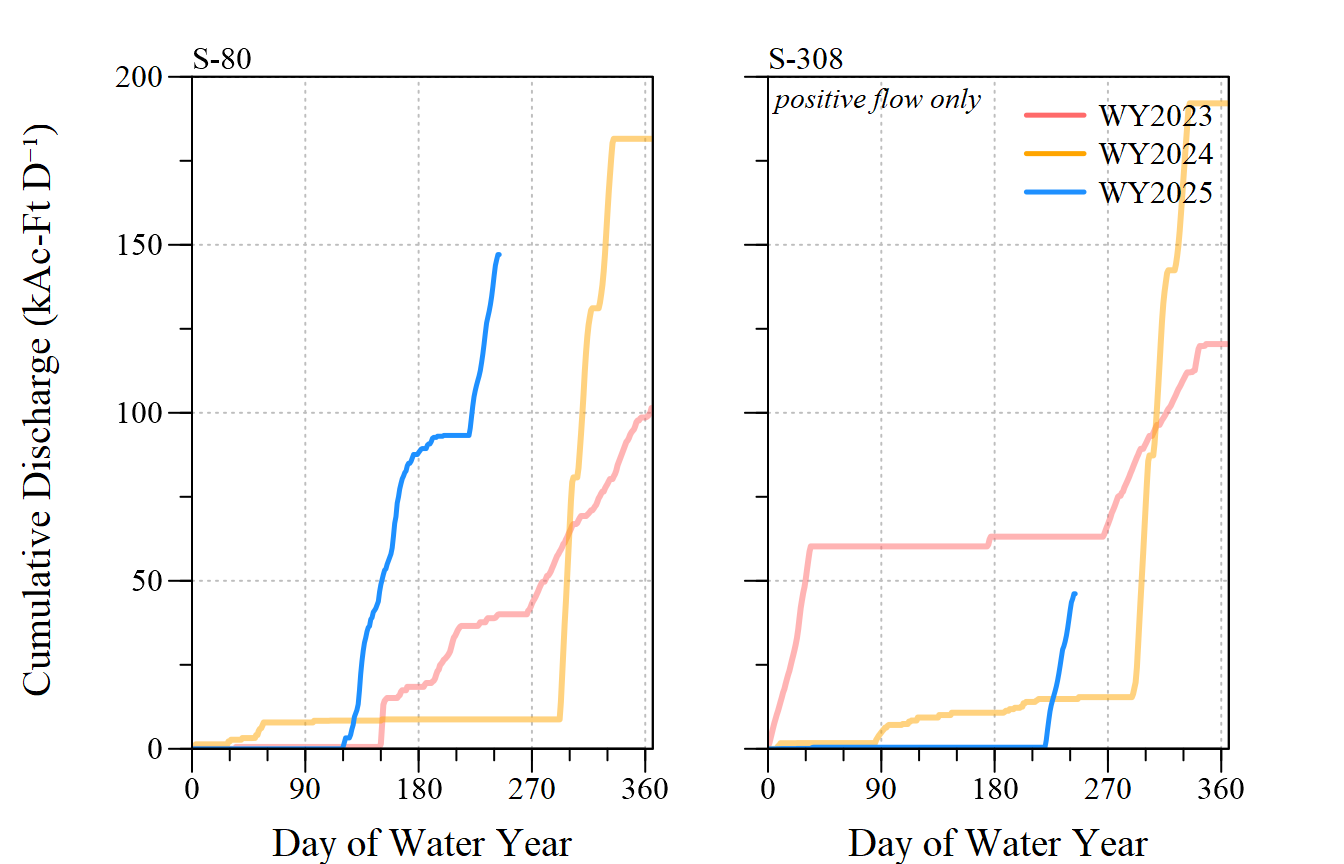 S-80
S-308
positive flow only
WY2023
WY2024
WY2025
200
150
100
50
0
0 90 180 270 360
0 90 180 270 360
Cumulative Discharge (kAc-Ft D⁻¹)
Day of Water Year
Day of Water Year